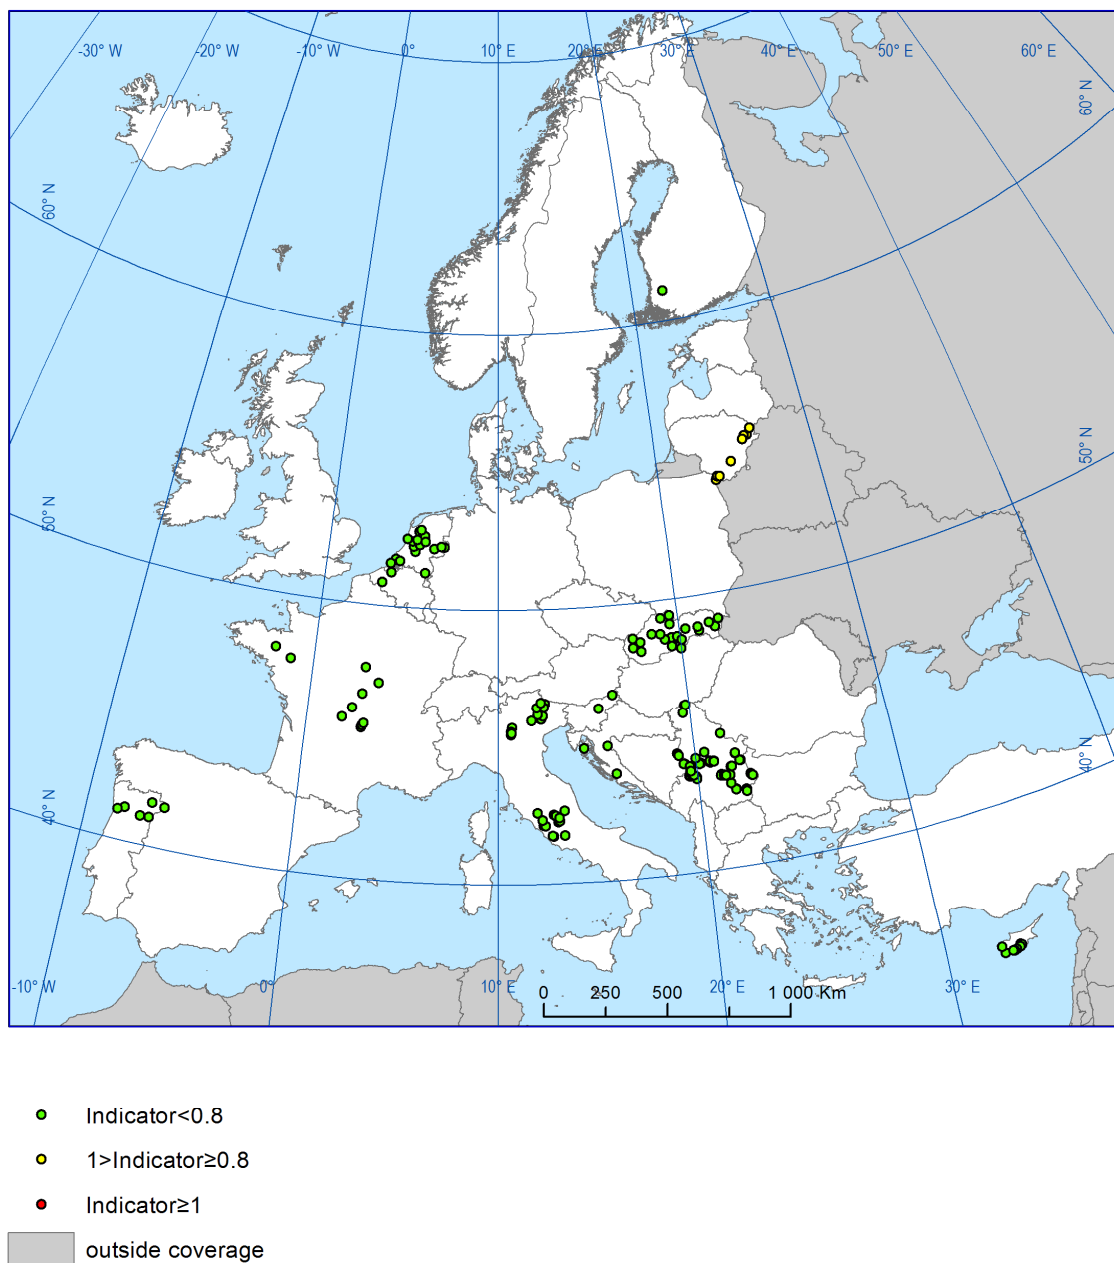 -30° W -20° W -10° W 0° 10° E 20° E 30° E 40° E 50° E 60° E
60° N
60° N
50° N
50° N
40° N
40° N
-10° W 0° 10° E 20° E 30° E
0 250 500 1 000 Km
Indicator<0.8
1>Indicator≥0.8
Indicator≥1
outside coverage